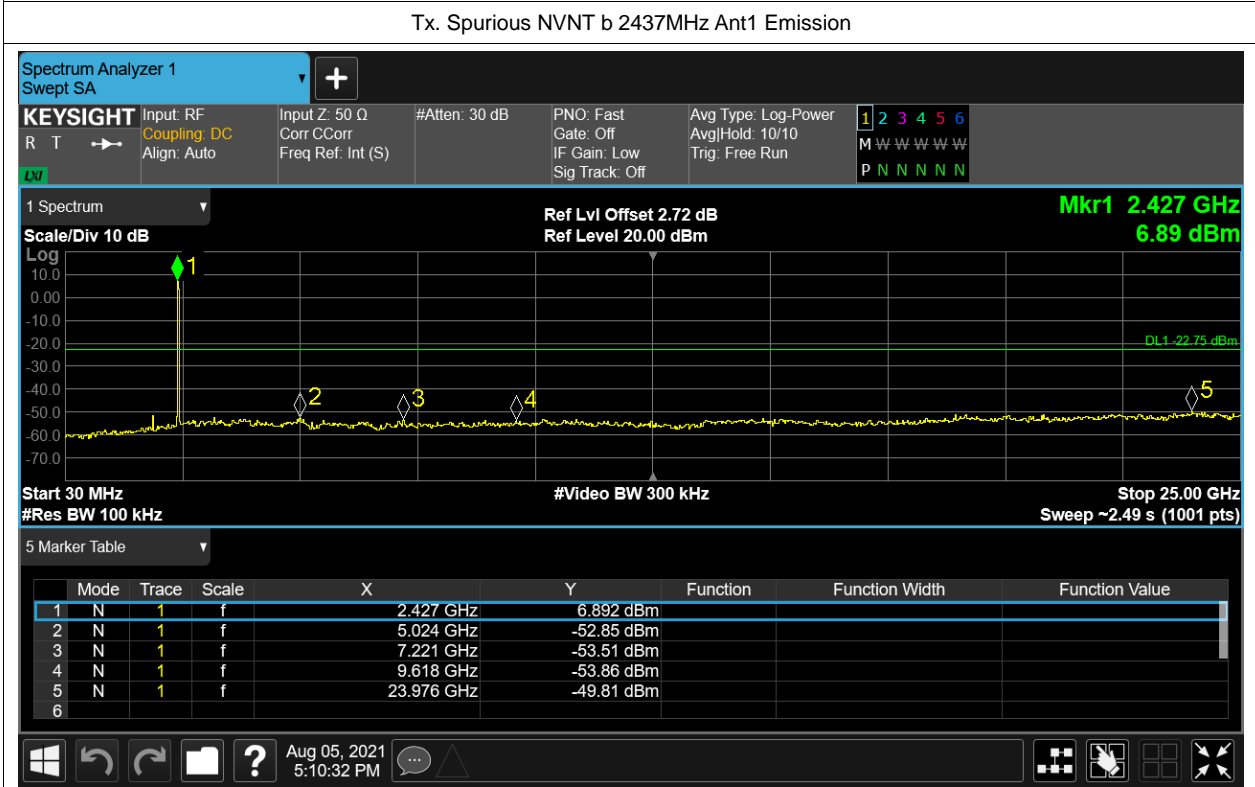 Tx. Spurious NVNT b 2437MHz Ant1 Emission
Spectrum Analyzer 1
Swept SA
+
KEYSIGHT
R T
LXI
Input: RF
Coupling: DC
Align: Auto
Input Z: 50 Ω
Corr CCorr
Freq Ref: Int (S)
#Atten: 30 dB
PNO: Fast
Gate: Off
IF Gain: Low
Sig Track: Off
Avg Type: Log-Power
Avg|Hold: 10/10
Trig: Free Run
1 2 3 4 5 6
M W W W W W
P N N N N N
1 Spectrum
Scale/Div 10 dB
Ref Lvl Offset 2.72 dB
Ref Level 20.00 dBm
Mkr1 2.427 GHz
6.89 dBm
Log
10.0
0.00
-10.0
-20.0
-30.0
-40.0
-50.0
-60.0
-70.0
1
2
3
4
5
DL1 -22.75 dBm
Start 30 MHz
#Res BW 100 kHz
#Video BW 300 kHz
Stop 25.00 GHz
Sweep ~2.49 s (1001 pts)
5 Marker Table
Mode Trace Scale X Y Function Function Width Function Value
1 N 1 f 2.427 GHz 6.892 dBm
2 N 1 f 5.024 GHz -52.85 dBm
3 N 1 f 7.221 GHz -53.51 dBm
4 N 1 f 9.618 GHz -53.86 dBm
5 N 1 f 23.976 GHz -49.81 dBm
6
?
Aug 05, 2021
5:10:32 PM